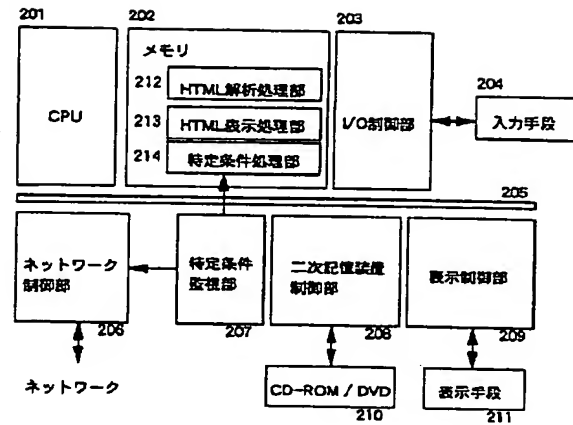 201
202
203
CPU
メモリ
212
HTML解析処理部
213
HTML表示処理部
214
特定条件処理部
I/O制御部
204
入力手段
205
ネットワーク
制御部
206
特定条件
監視部
207
二次記憶装置
制御部
208
表示制御部
209
ネットワーク
CD-ROM / DVD
210
表示手段
211